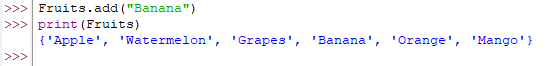 >>> Fruits.add("Banana")
>>> print(Fruits)
{'Apple', 'Watermelon', 'Grapes', 'Banana', 'Orange', 'Mango'}
>>>